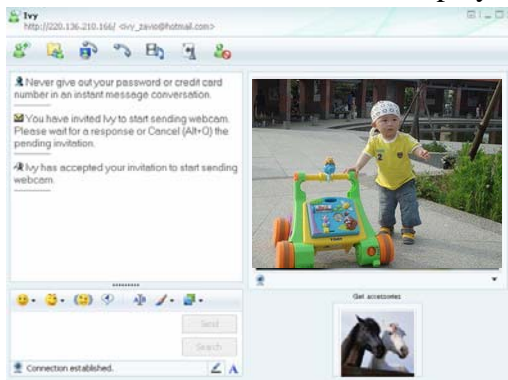 Ivy
http://220.136.210.166/ <ivy_zavio@hotmail.com>
Never give out your password or credit card
number in an instant message conversation.
You have invited Ivy to start sending webcam.
Please wait for a response or Cancel (Alt+Q) the
pending invitation.
Ivy has accepted your invitation to start sending
webcam.
2
Get accessories
Send
Search
Connection established.
A